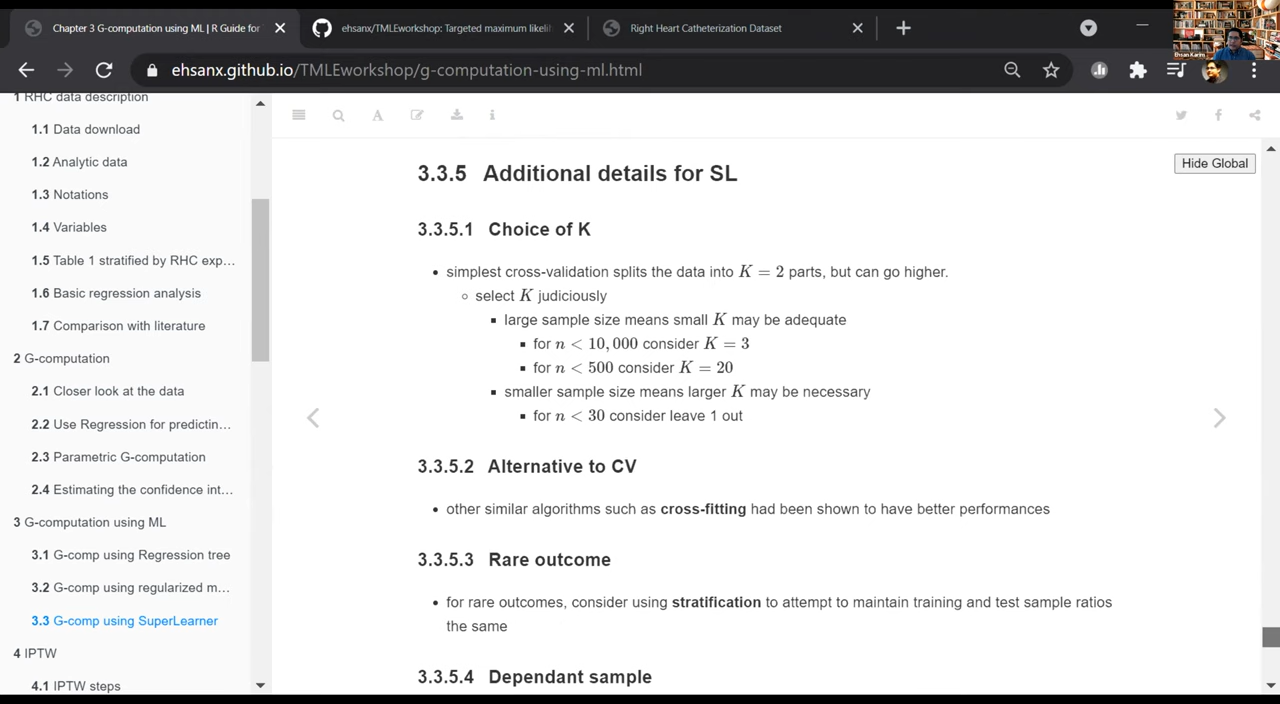 Chapter 3 G-computation using ML | R Guide for
ehsanx/TMLEworkshop: Targeted maximum likeli
Right Heart Catheterization Dataset
ehsanx.github.io/TMLEworkshop/g-computation-using-ml.html
Ehsan Karim
1 RHC data description
1.1 Data download
1.2 Analytic data
1.3 Notations
1.4 Variables
1.5 Table 1 stratified by RHC exp…
1.6 Basic regression analysis
1.7 Comparison with literature
2 G-computation
2.1 Closer look at the data
2.2 Use Regression for predictin…
2.3 Parametric G-computation
2.4 Estimating the confidence int…
3 G-computation using ML
3.1 G-comp using Regression tree
3.2 G-comp using regularized m…
3.3 G-comp using SuperLearner
4 IPTW
4.1 IPTW steps
Hide Global
3.3.5 Additional details for SL
3.3.5.1 Choice of K
• simplest cross-validation splits the data into K = 2 parts, but can go higher.
◦ select K judiciously
▪ large sample size means small K may be adequate
▪ for n < 10,000 consider K = 3
▪ for n < 500 consider K = 20
▪ smaller sample size means larger K may be necessary
▪ for n < 30 consider leave 1 out
3.3.5.2 Alternative to CV
• other similar algorithms such as cross-fitting had been shown to have better performances
3.3.5.3 Rare outcome
• for rare outcomes, consider using stratification to attempt to maintain training and test sample ratios
the same
3.3.5.4 Dependant sample